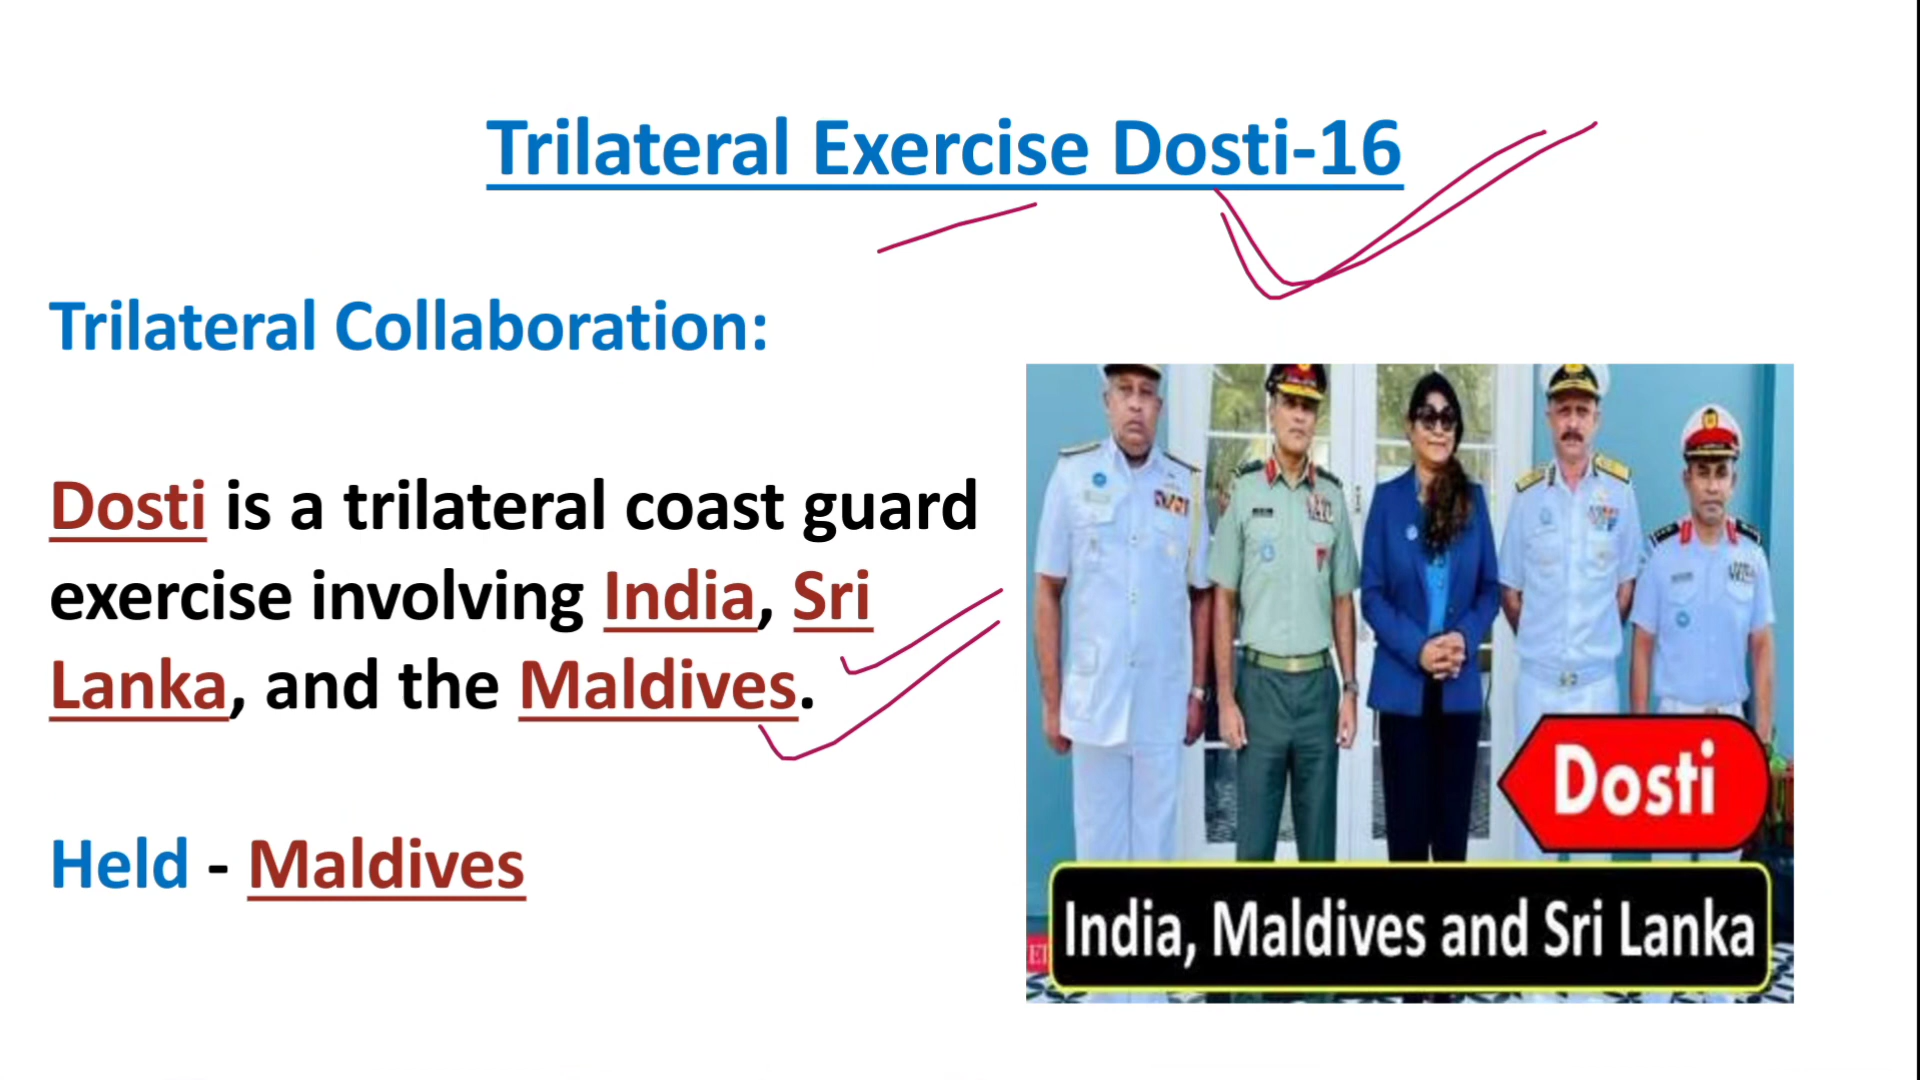 Trilateral Exercise Dosti-16
Trilateral Collaboration:
Dosti is a trilateral coast guard
exercise involving India, Sri
Lanka, and the Maldives.
Held - Maldives
Dosti
India, Maldives and Sri Lanka